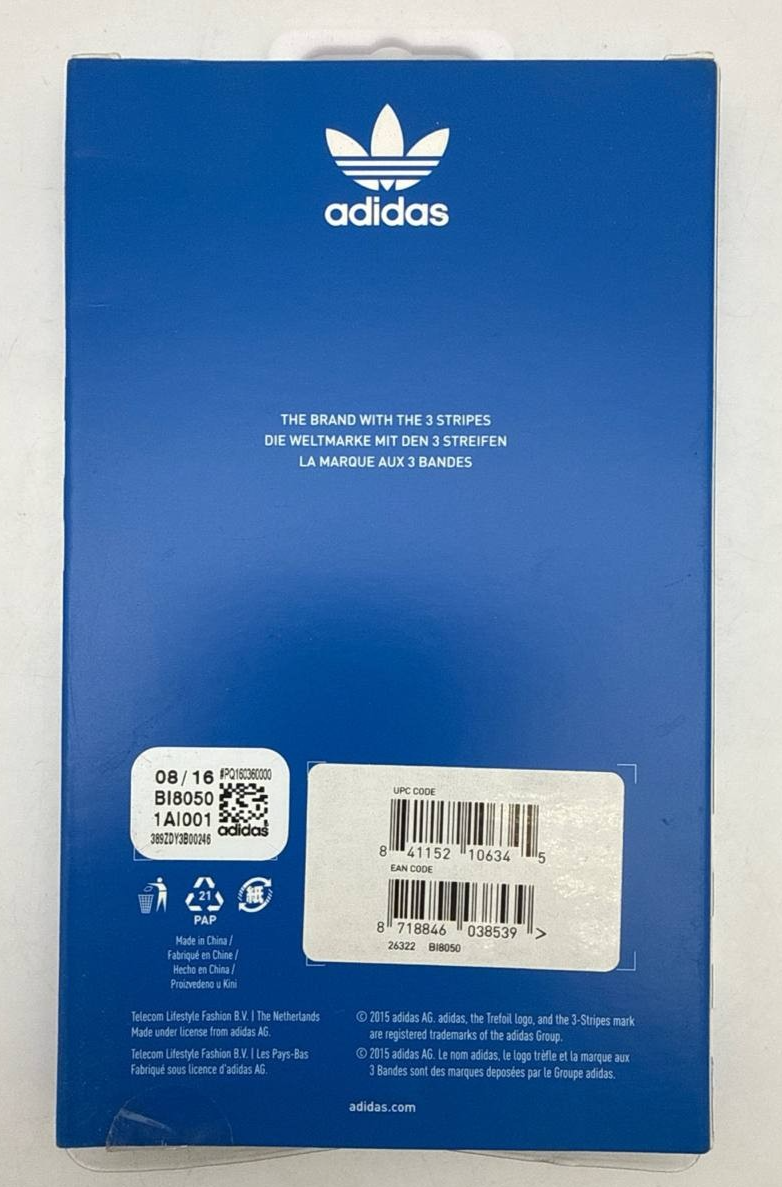 adidas
THE BRAND WITH THE 3 STRIPES
DIE WELTMARKE MIT DEN 3 STREIFEN
LA MARQUE AUX 3 BANDES
08/16 #PQ160360000
BI8050
1AI001
389ZDY3B00246
adidas
UPC CODE
8 41152 10634 5
EAN CODE
8 718846 038539 >
26322 BI8050
21
PAP
紙
Made in China /
Fabriqué en Chine /
Hecho en China /
Proizvedeno u Kini
Telecom Lifestyle Fashion B.V. | The Netherlands
Made under license from adidas AG.
Telecom Lifestyle Fashion B.V. | Les Pays-Bas
Fabriqué sous licence d'adidas AG.
© 2015 adidas AG. adidas, the Trefoil logo, and the 3-Stripes mark
are registered trademarks of the adidas Group.
© 2015 adidas AG. Le nom adidas, le logo trèfle et la marque aux
3 Bandes sont des marques deposées par le Groupe adidas.
adidas.com